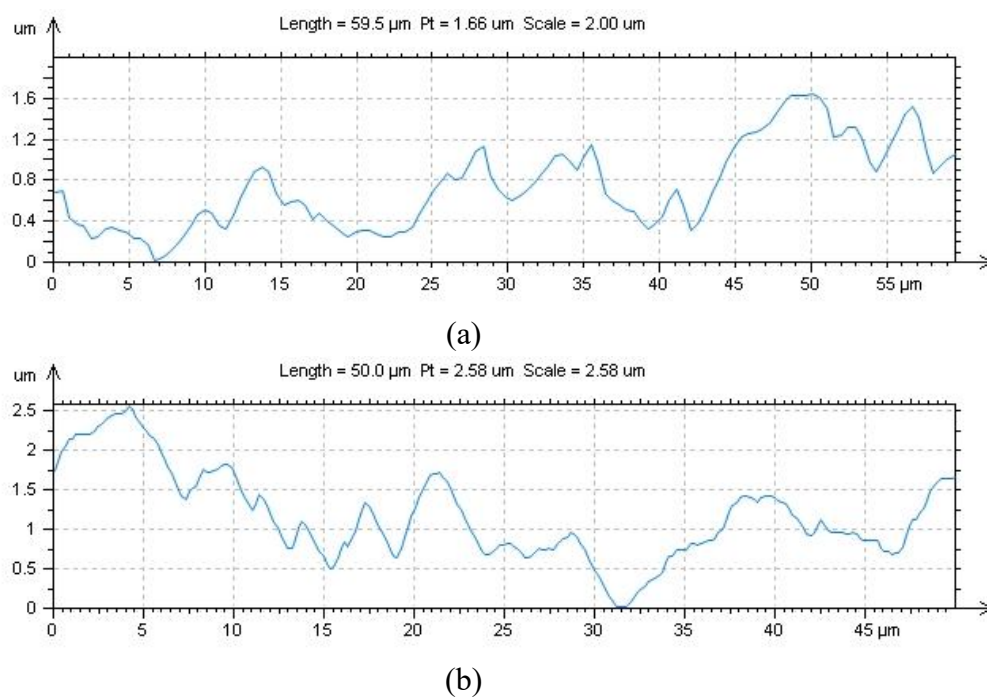 Length = 59.5 µm Pt = 1.66 um Scale = 2.00 um
um
1.6
1.2
0.8
0.4
0
0 5 10 15 20 25 30 35 40 45 50 55 µm
(a)
Length = 50.0 µm Pt = 2.58 um Scale = 2.58 um
um
2.5
2
1.5
1
0.5
0
0 5 10 15 20 25 30 35 40 45 µm
(b)